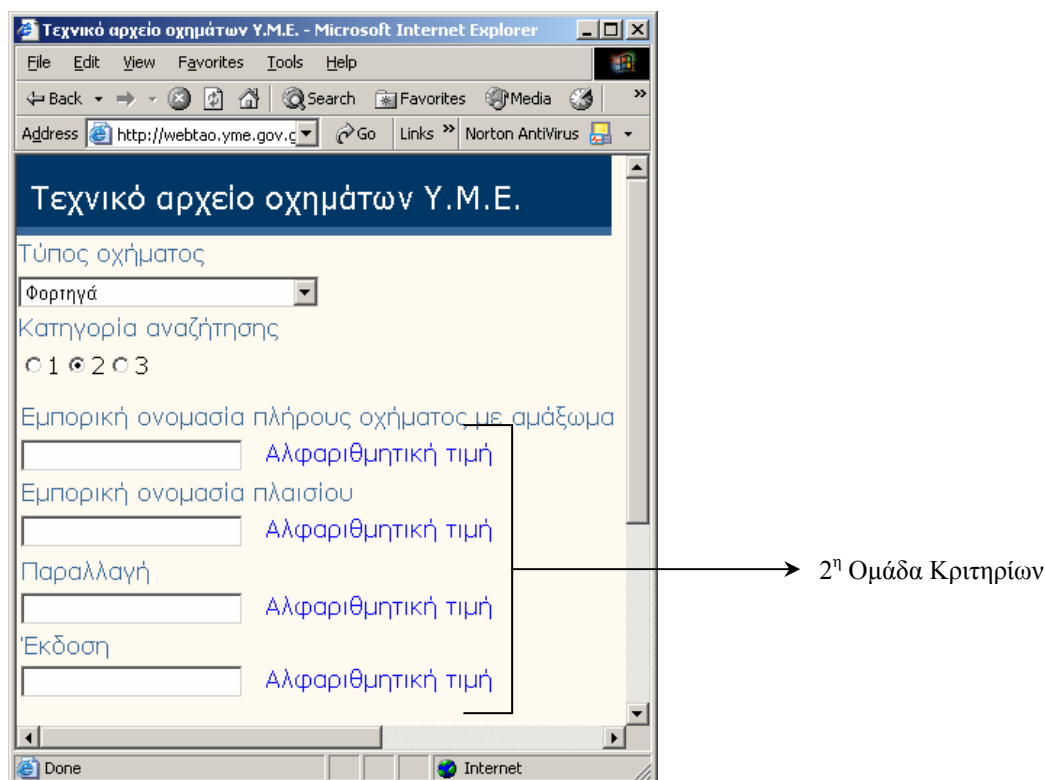 Τεχνικό αρχείο οχημάτων Υ.Μ.Ε. - Microsoft Internet Explorer
File Edit View Favorites Tools Help
Back Search Favorites Media »
Address http://webtao.yme.gov.g Go Links » Norton AntiVirus
Τεχνικό αρχείο οχημάτων Υ.Μ.Ε.
Τύπος οχήματος
Φορτηγά
Κατηγορία αναζήτησης
1 2 3
Εμπορική ονομασία πλήρους οχήματος με αμάξωμα
Αλφαριθμητική τιμή
Εμπορική ονομασία πλαισίου
Αλφαριθμητική τιμή
Παραλλαγή
Αλφαριθμητική τιμή
Έκδοση
Αλφαριθμητική τιμή
2η Ομάδα Κριτηρίων
Done Internet